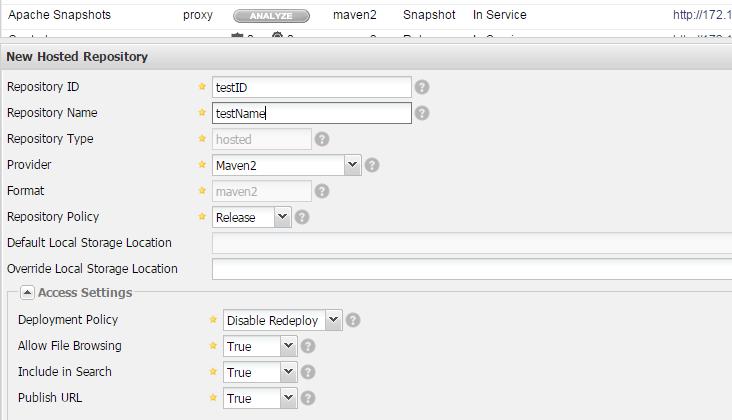 Apache Snapshots proxy ANALYZE maven2 Snapshot In Service http://172.1
New Hosted Repository
Repository ID testID ?
Repository Name testName ?
Repository Type hosted ?
Provider Maven2 ?
Format maven2 ?
Repository Policy Release ?
Default Local Storage Location
Override Local Storage Location
Access Settings
Deployment Policy Disable Redeploy ?
Allow File Browsing True ?
Include in Search True ?
Publish URL True ?